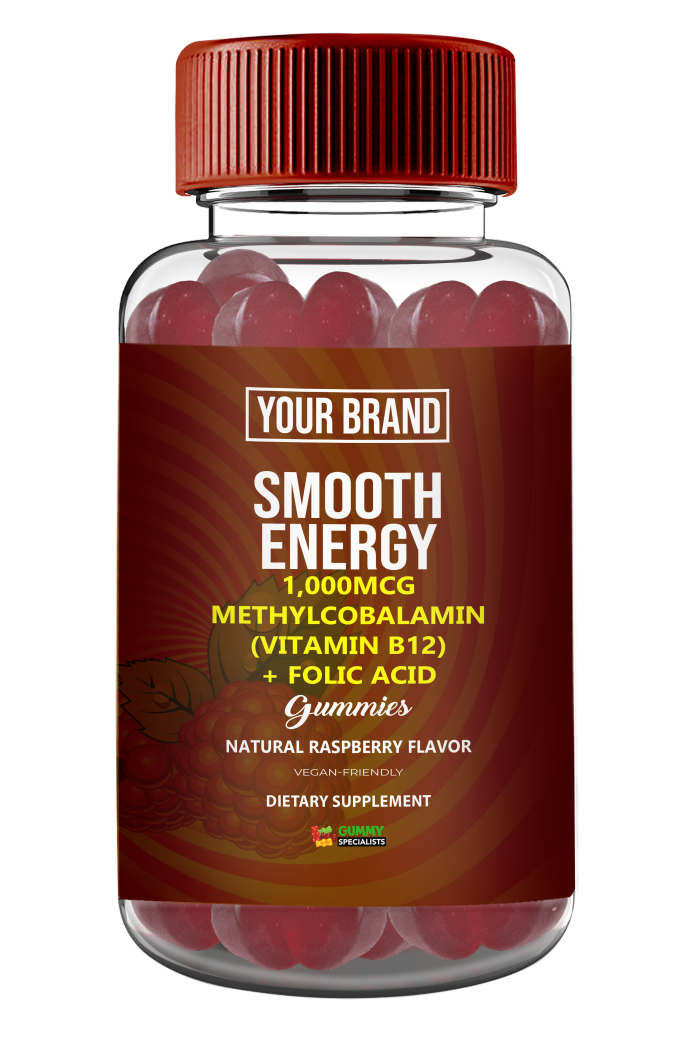 YOUR BRAND
SMOOTH
ENERGY
1,000MCG
METHYLCOBALAMIN
(VITAMIN B12)
+ FOLIC ACID
Gummies
NATURAL RASPBERRY FLAVOR
VEGAN-FRIENDLY
DIETARY SUPPLEMENT
GUMMY
SPECIALISTS